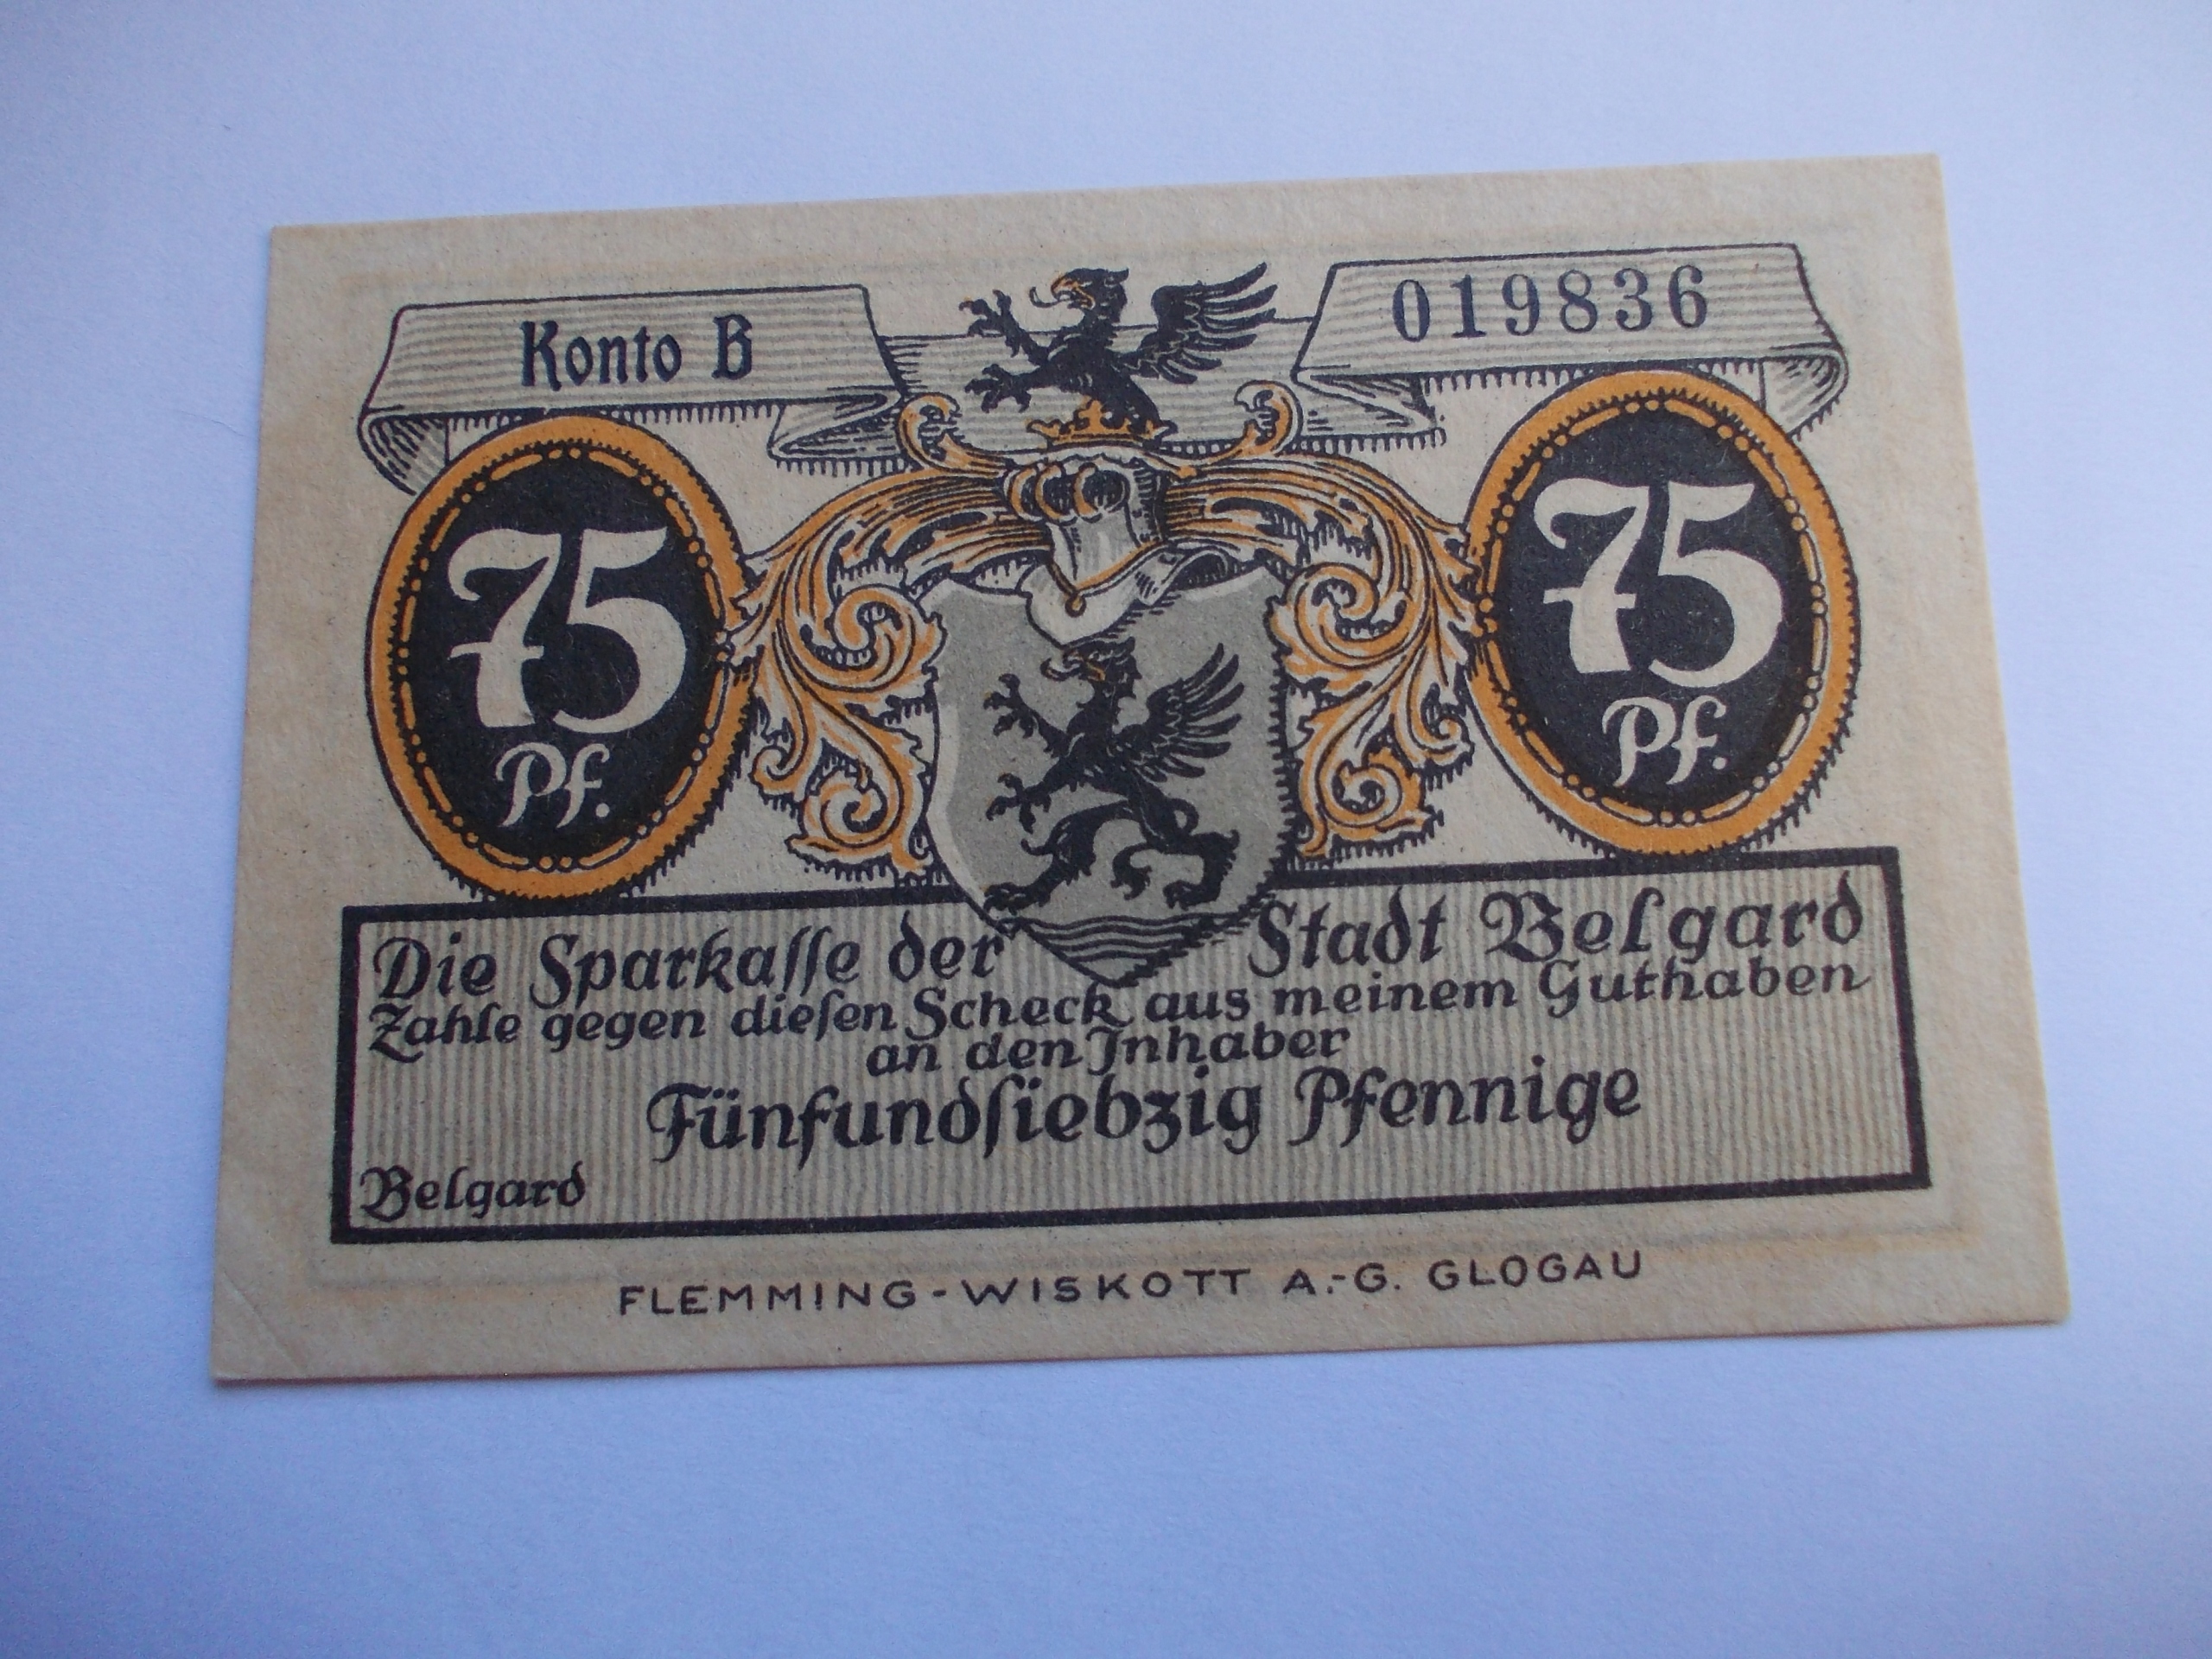 Konto B
019836
75
Pf.
75
Pf.
Die Sparkaſſe der Stadt Belgard
Zahle gegen dieſen Scheck aus meinem Guthaben
an den Inhaber
Fünfundſiebzig Pfennige
Belgard
FLEMMING-WISKOTT A.-G. GLOGAU